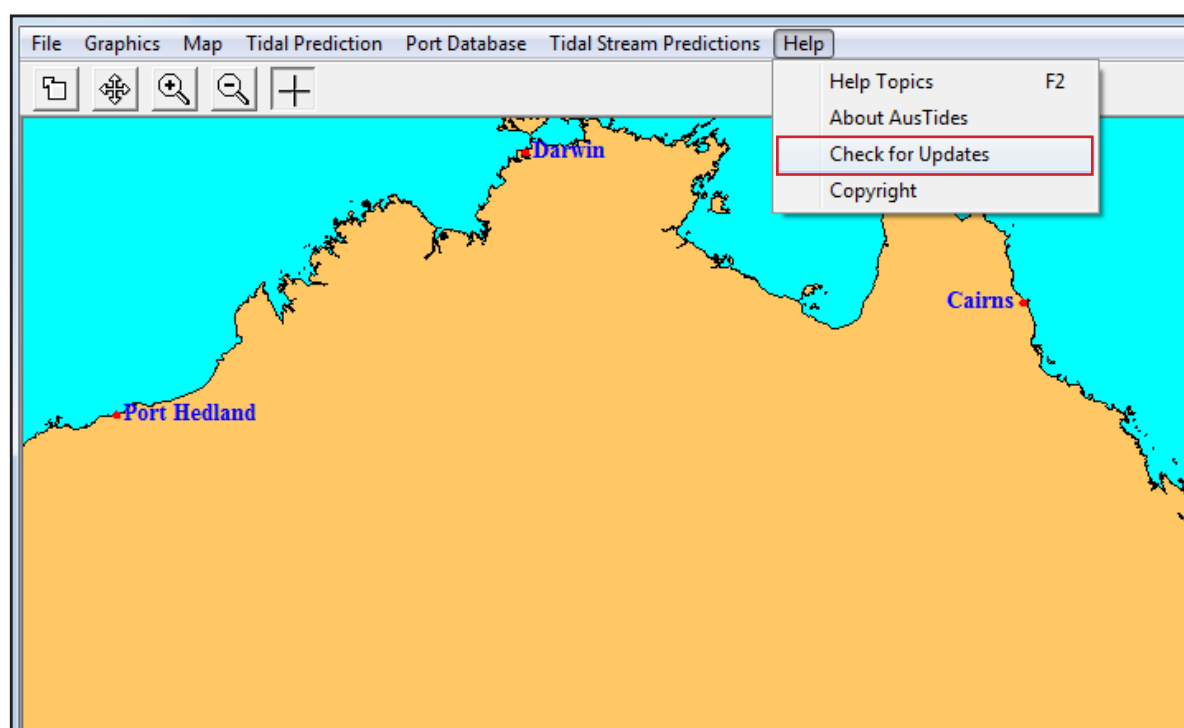 File Graphics Map Tidal Prediction Port Database Tidal Stream Predictions Help
Help Topics F2
About AusTides
Check for Updates
Copyright
Darwin
Cairns
Port Hedland